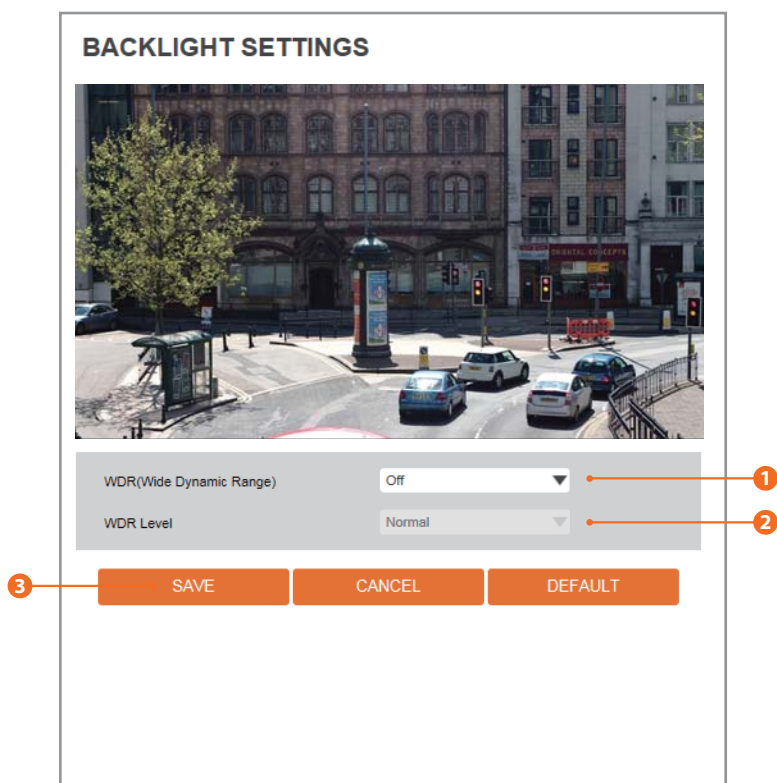 BACKLIGHT SETTINGS
ORIENTAL CONCEPTS
WDR(Wide Dynamic Range)
Off
1
WDR Level
Normal
2
3
SAVE
CANCEL
DEFAULT